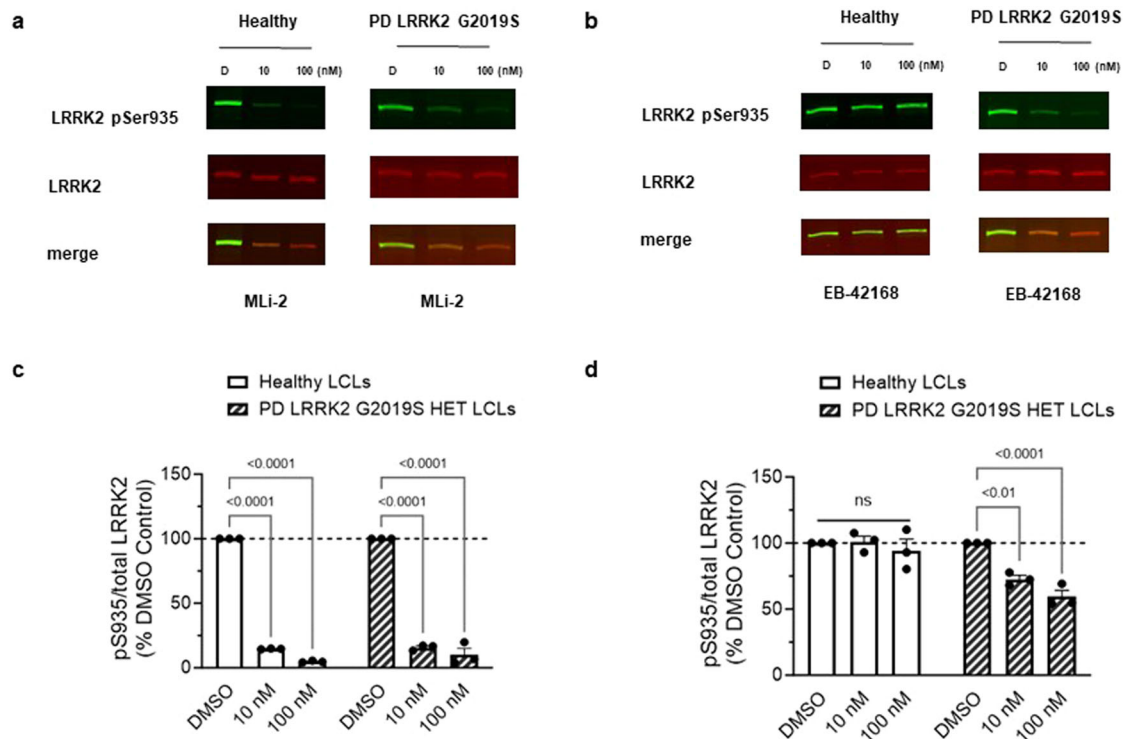 a
Healthy
PD LRRK2 G2019S
D 10 100 (nM)
D 10 100 (nM)
LRRK2 pSer935
LRRK2
merge
MLi-2
MLi-2
b
Healthy
PD LRRK2 G2019S
D 10 100 (nM)
D 10 100 (nM)
LRRK2 pSer935
LRRK2
merge
EB-42168
EB-42168
c
Healthy LCLs
PD LRRK2 G2019S HET LCLs
pS935/total LRRK2
(% DMSO Control)
150
100
50
0
<0.0001
<0.0001
<0.0001
<0.0001
DMSO
10 nM
100 nM
DMSO
10 nM
100 nM
d
Healthy LCLs
PD LRRK2 G2019S HET LCLs
pS935/total LRRK2
(% DMSO Control)
150
100
50
0
ns
<0.0001
<0.01
DMSO
10 nM
100 nM
DMSO
10 nM
100 nM